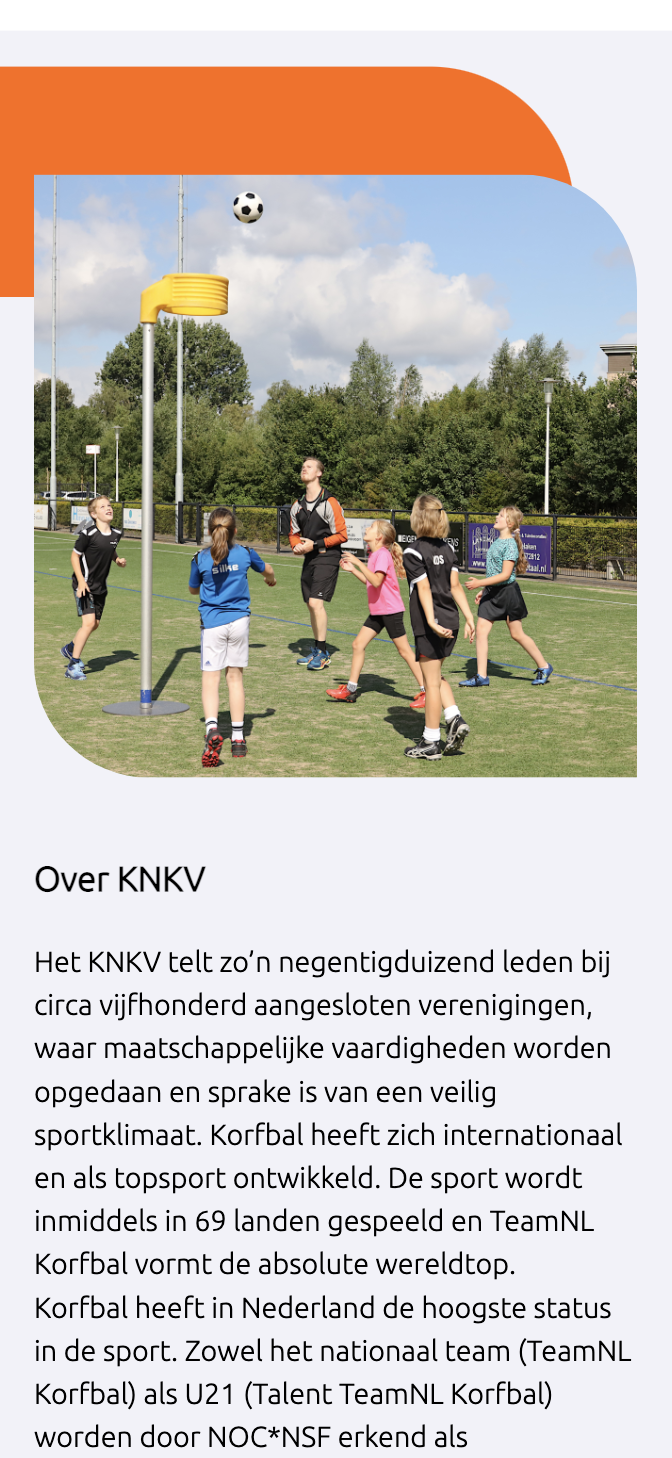 silke
Over KNKV
Het KNKV telt zo’n negentigduizend leden bij
circa vijfhonderd aangesloten verenigingen,
waar maatschappelijke vaardigheden worden
opgedaan en sprake is van een veilig
sportklimaat. Korfbal heeft zich internationaal
en als topsport ontwikkeld. De sport wordt
inmiddels in 69 landen gespeeld en TeamNL
Korfbal vormt de absolute wereldtop.
Korfbal heeft in Nederland de hoogste status
in de sport. Zowel het nationaal team (TeamNL
Korfbal) als U21 (Talent TeamNL Korfbal)
worden door NOC*NSF erkend als